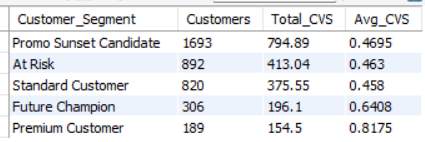 Customer_Segment Customers Total_CVS Avg_CVS
Promo Sunset Candidate 1693 794.89 0.4695
At Risk 892 413.04 0.463
Standard Customer 820 375.55 0.458
Future Champion 306 196.1 0.6408
Premium Customer 189 154.5 0.8175